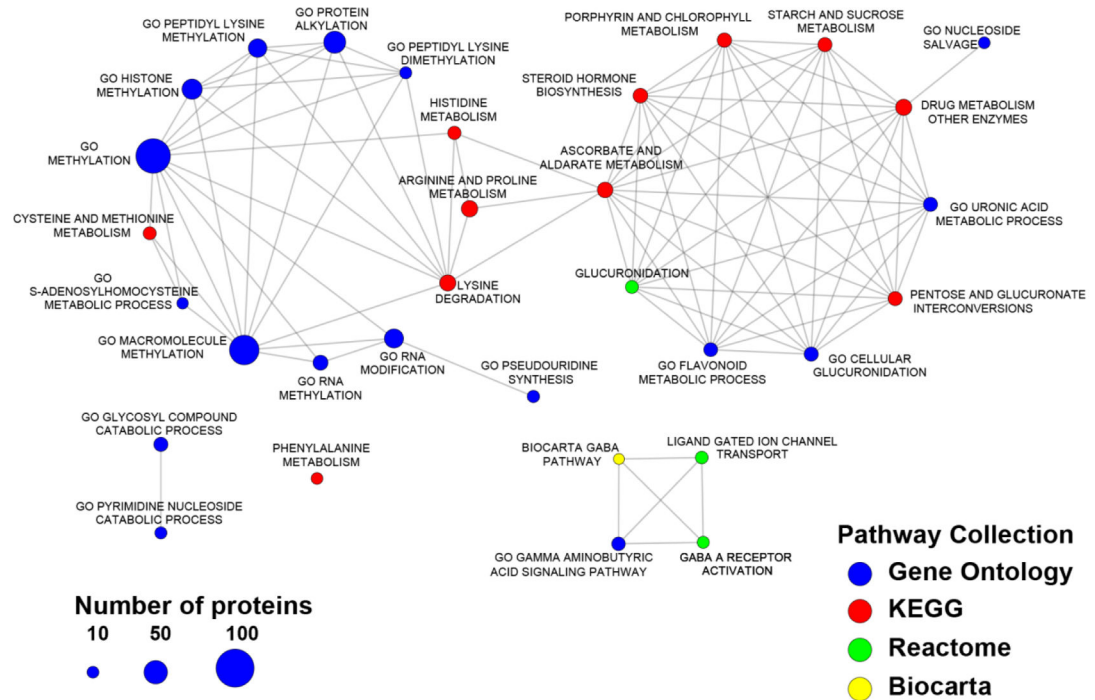 GO PROTEIN
ALKYLATION
GO PEPTIDYL LYSINE
METHYLATION
GO PEPTIDYL LYSINE
DIMETHYLATION
GO HISTONE
METHYLATION
HISTIDINE
METABOLISM
GO
METHYLATION
ARGININE AND PROLINE
METABOLISM
CYSTEINE AND METHIONINE
METABOLISM
GO
S-ADENOSYLHOMOCYSTEINE
METABOLIC PROCESS
LYSINE
DEGRADATION
GO MACROMOLECULE
METHYLATION
GO RNA
METHYLATION
GO RNA
MODIFICATION
GO PSEUDOURIDINE
SYNTHESIS
PORPHYRIN AND CHLOROPHYLL
METABOLISM
STARCH AND SUCROSE
METABOLISM
GO NUCLEOSIDE
SALVAGE
STEROID HORMONE
BIOSYNTHESIS
DRUG METABOLISM
OTHER ENZYMES
ASCORBATE AND
ALDARATE METABOLISM
GO URONIC ACID
METABOLIC PROCESS
GLUCURONIDATION
PENTOSE AND GLUCURONATE
INTERCONVERSIONS
GO FLAVONOID
METABOLIC PROCESS
GO CELLULAR
GLUCURONIDATION
GO GLYCOSYL COMPOUND
CATABOLIC PROCESS
GO PYRIMIDINE NUCLEOSIDE
CATABOLIC PROCESS
PHENYLALANINE
METABOLISM
BIOCARTA GABA
PATHWAY
LIGAND GATED ION CHANNEL
TRANSPORT
GO GAMMA AMINOBUTYRIC
ACID SIGNALING PATHWAY
GABA A RECEPTOR
ACTIVATION
Number of proteins
10 50 100
Pathway Collection
Gene Ontology
KEGG
Reactome
Biocarta